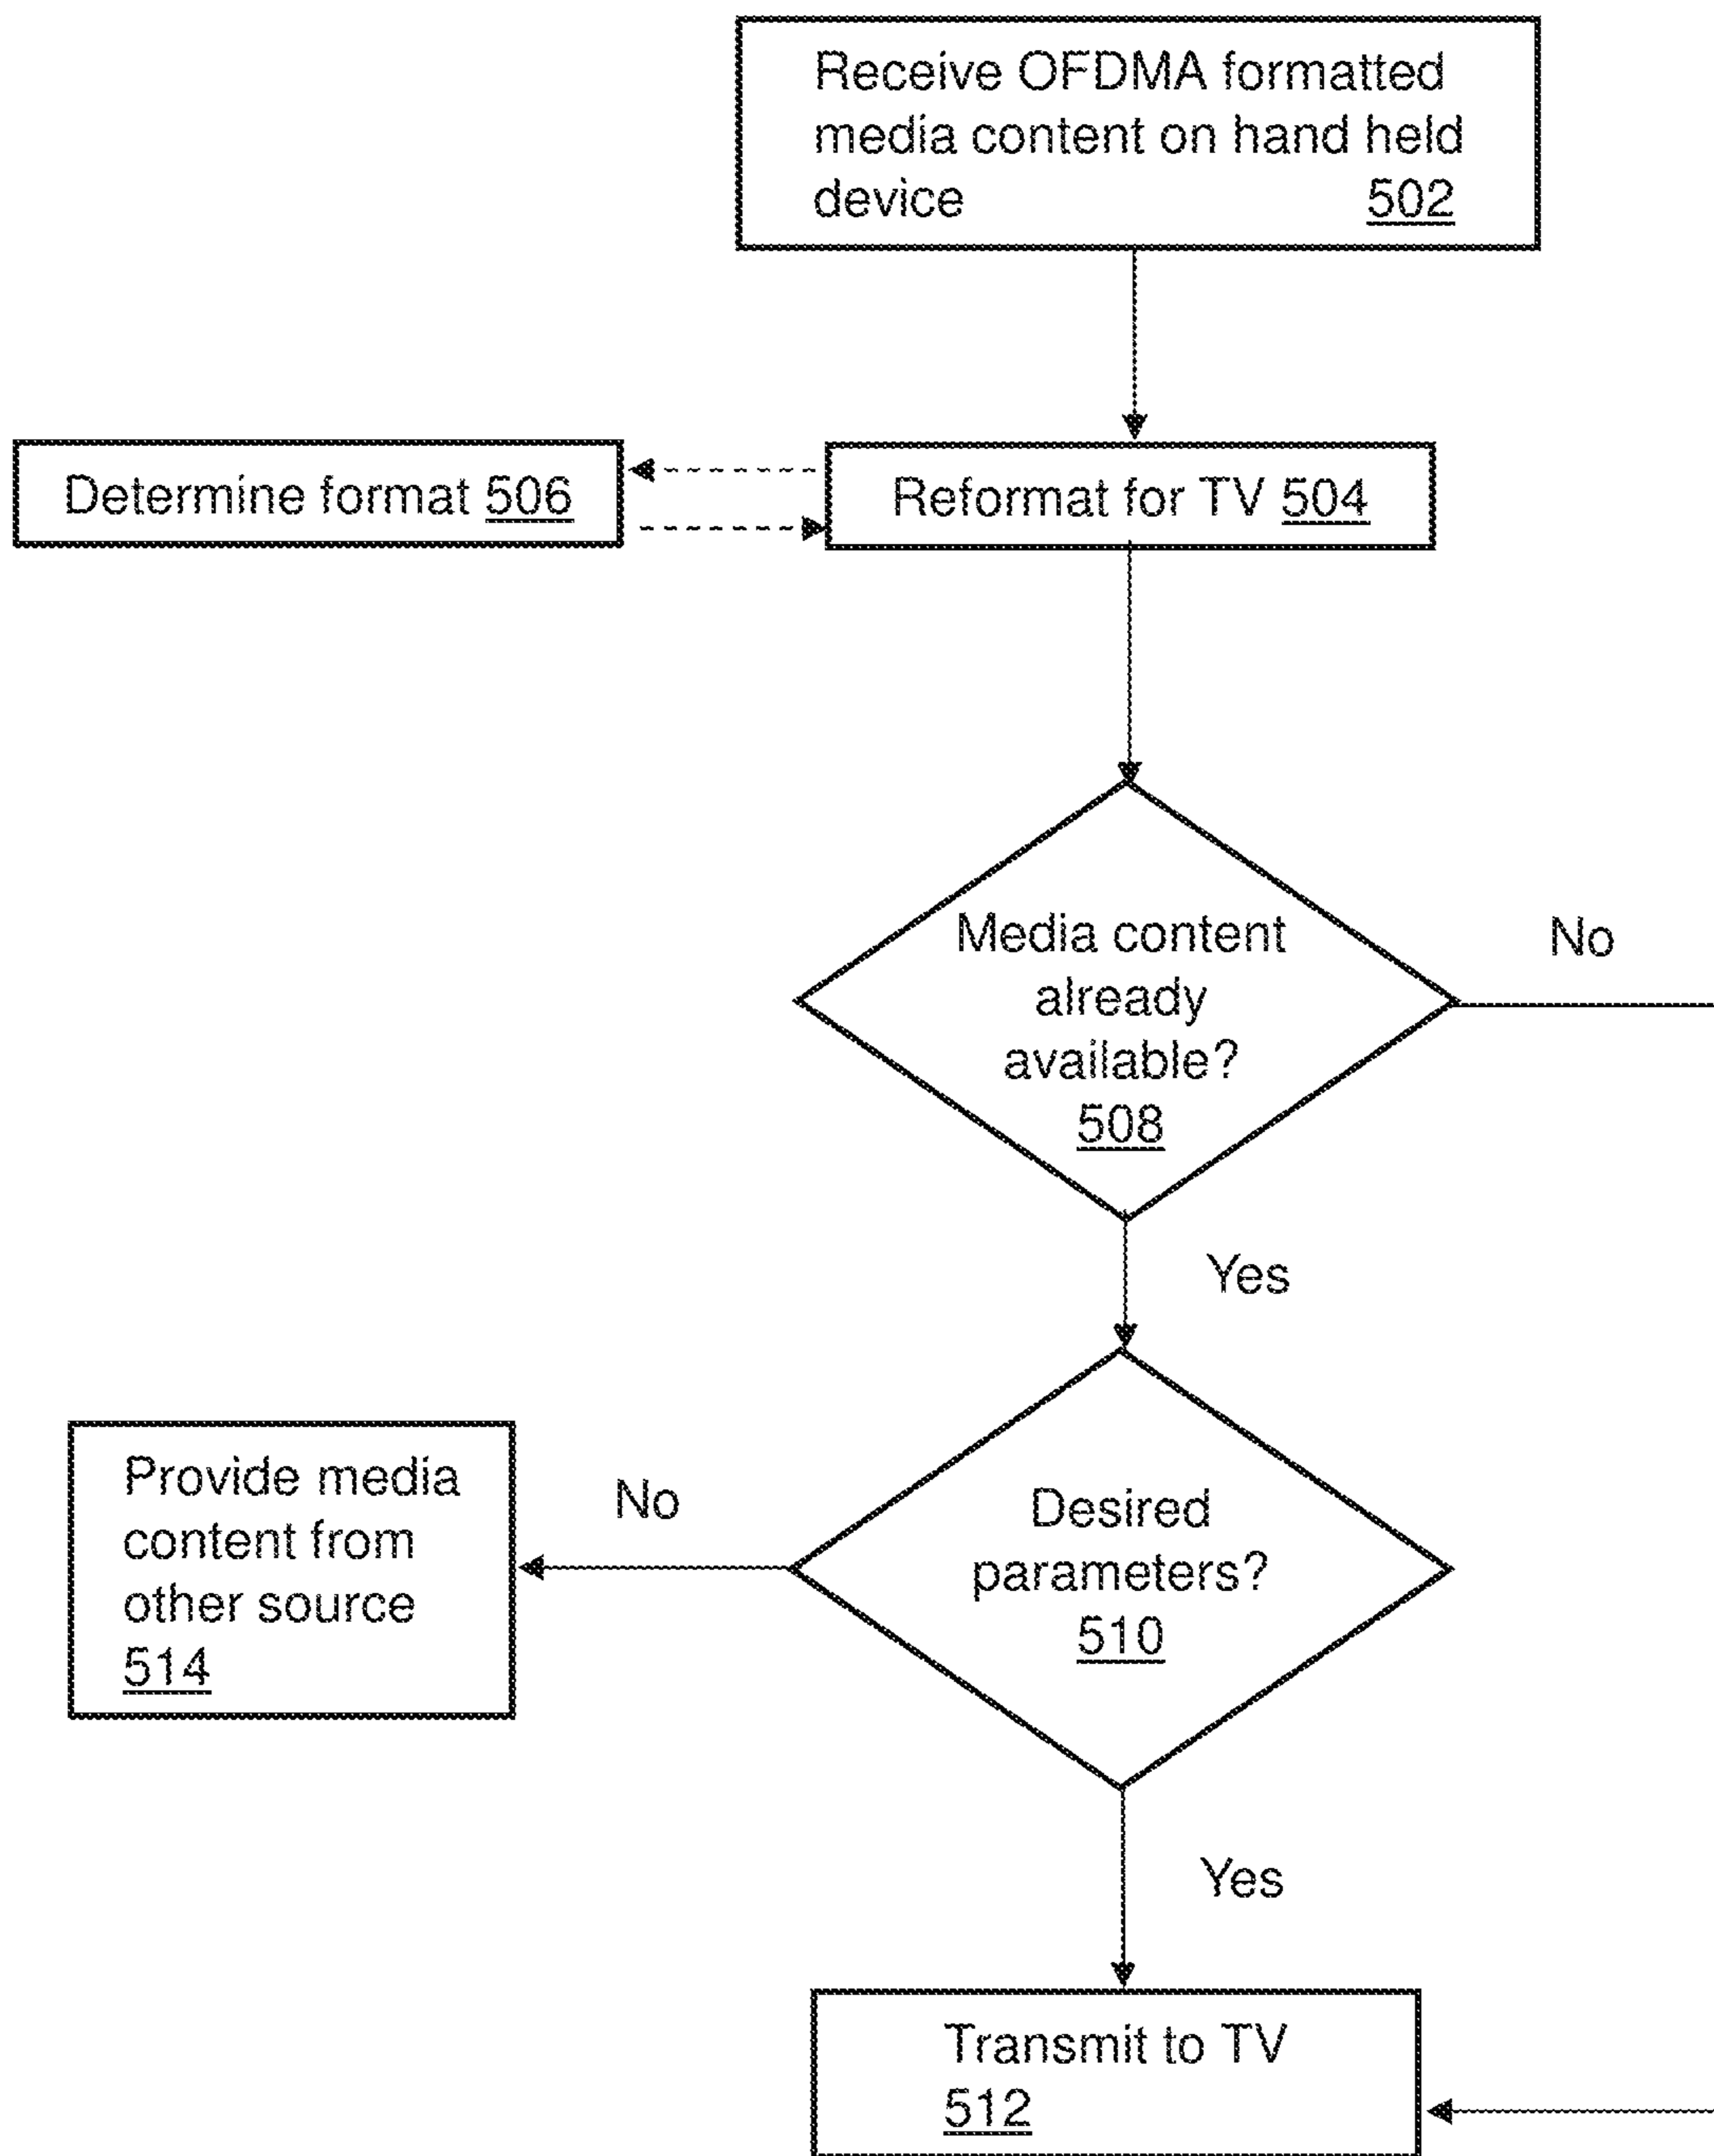 Receive OFDMA formatted
media content on hand held
device 502
Determine format 506
Reformat for TV 504
Media content
already
available?
508
No
Yes
Provide media
content from
other source
514
No
Desired
parameters?
510
Yes
Transmit to TV
512